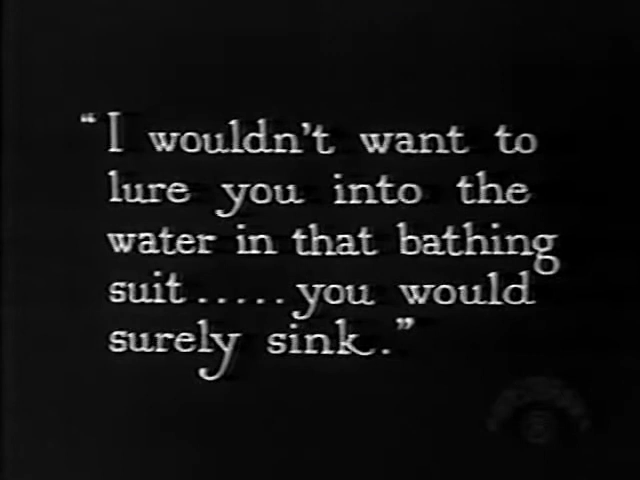 “I wouldn't want to
lure you into the
water in that bathing
suit.....you would
surely sink.”